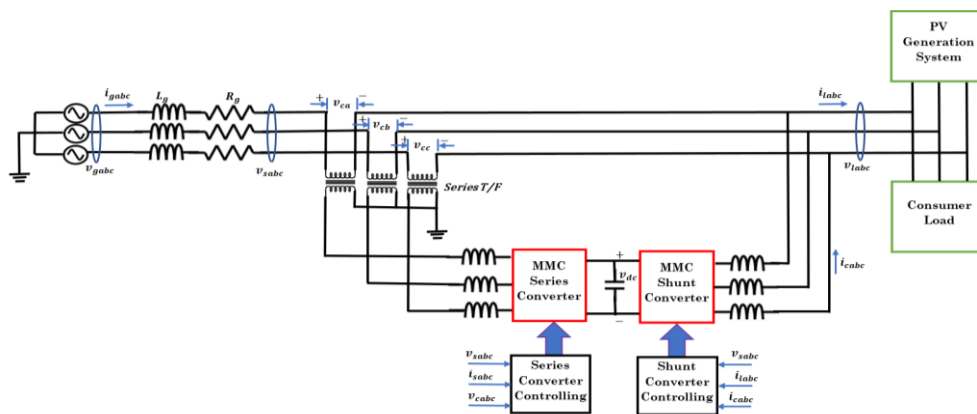 PV
Generation
System
i_gabc
L_g
R_g
+ v_ca −
i_labc
+ v_cb −
+ v_cc −
v_gabc
v_sabc
v_labc
Series T/F
Consumer
Load
MMC
Series
Converter
+
v_dc
−
MMC
Shunt
Converter
i_cabc
v_sabc
i_sabc
v_cabc
Series
Converter
Controlling
Shunt
Converter
Controlling
v_sabc
i_labc
i_cabc